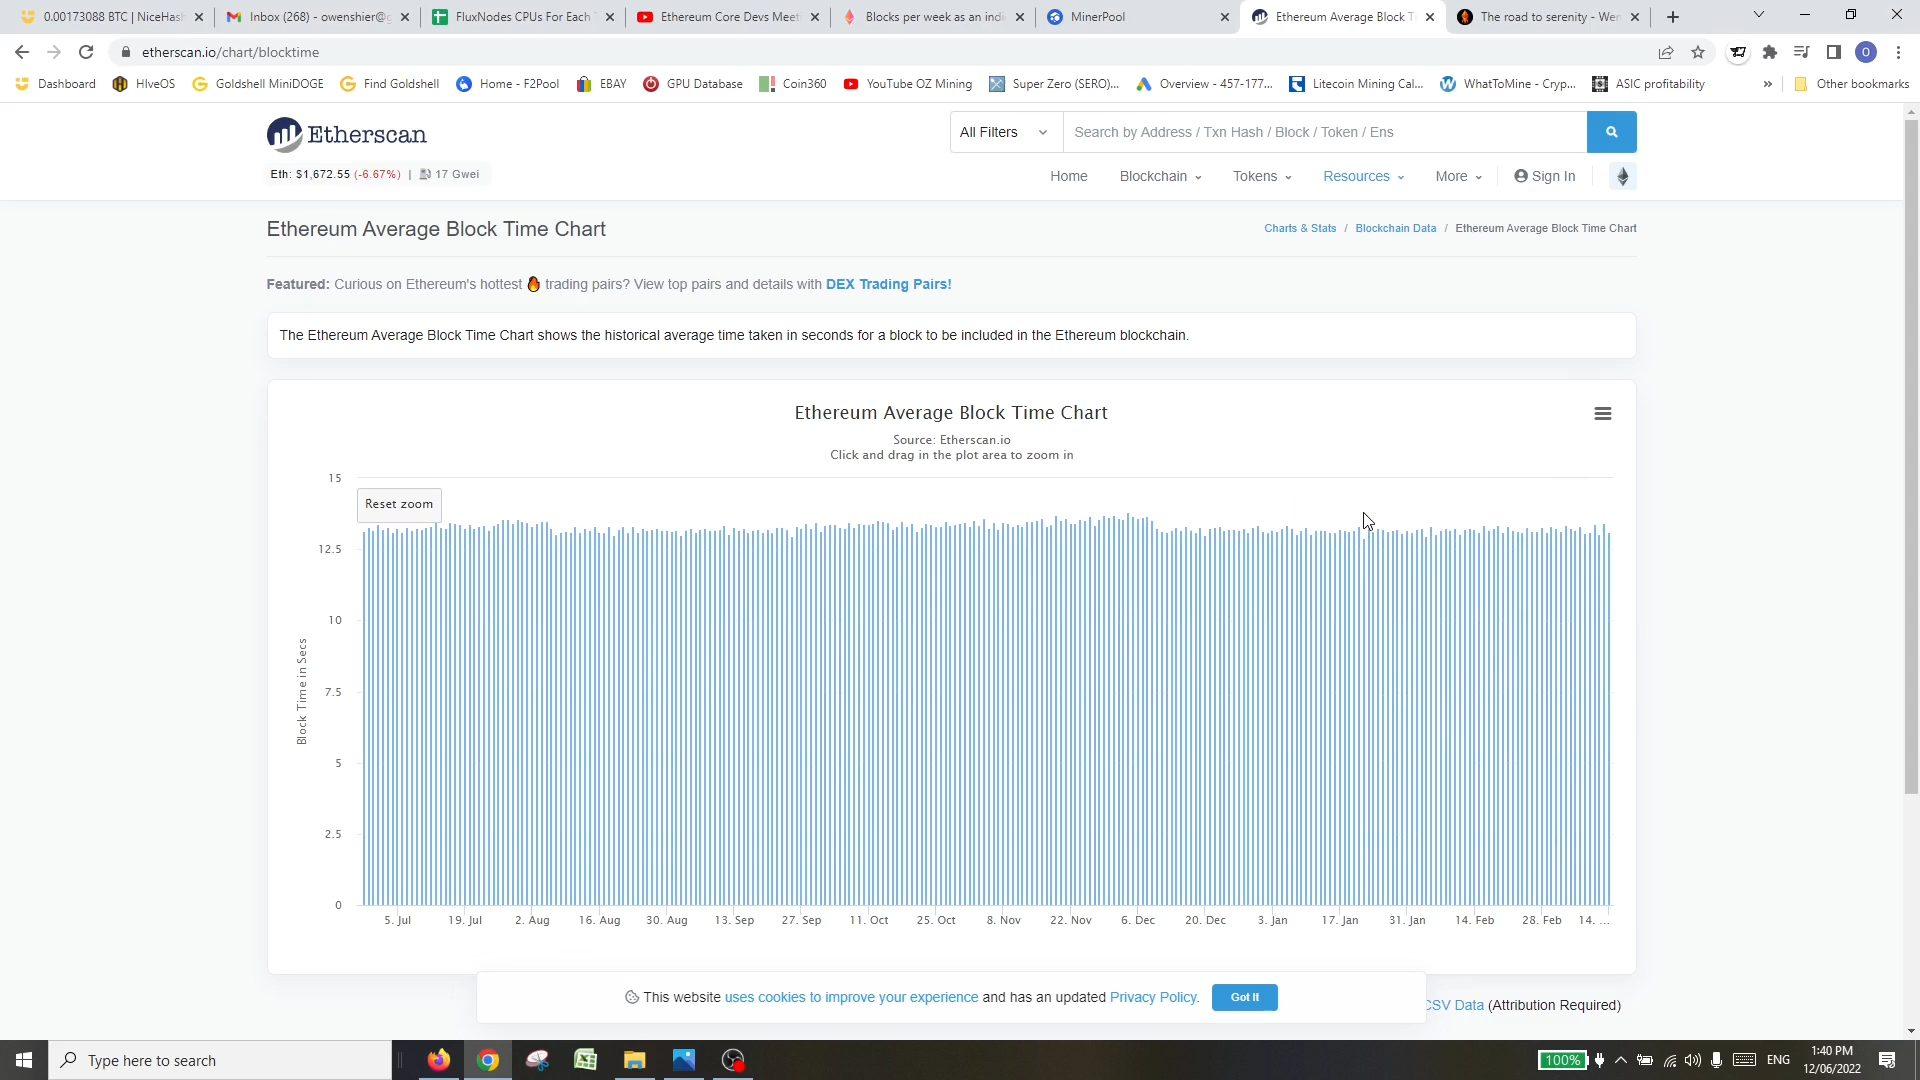 0.00173088 BTC | NiceHas
Inbox (268) - owenshier@g
FluxNodes CPUs For Each T
Ethereum Core Devs Meet
Blocks per week as an indi
MinerPool
Ethereum Average Block T
The road to serenity - Wen
etherscan.io/chart/blocktime
Dashboard
HIveOS
Goldshell MiniDOGE
Find Goldshell
Home - F2Pool
EBAY
GPU Database
Coin360
YouTube OZ Mining
Super Zero (SERO)...
Overview - 457-177...
Litecoin Mining Cal...
WhatToMine - Cryp...
ASIC profitability
»
Other bookmarks
Etherscan
All Filters
Search by Address / Txn Hash / Block / Token / Ens
Eth: $1,672.55 (-6.67%) | 17 Gwei
Home
Blockchain
Tokens
Resources
More
Sign In
Ethereum Average Block Time Chart
Charts & Stats / Blockchain Data / Ethereum Average Block Time Chart
Featured: Curious on Ethereum's hottest 🔥 trading pairs? View top pairs and details with DEX Trading Pairs!
The Ethereum Average Block Time Chart shows the historical average time taken in seconds for a block to be included in the Ethereum blockchain.
Ethereum Average Block Time Chart
Source: Etherscan.io
Click and drag in the plot area to zoom in
Reset zoom
Block Time in Secs
15
12.5
10
7.5
5
2.5
0
5. Jul
19. Jul
2. Aug
16. Aug
30. Aug
13. Sep
27. Sep
11. Oct
25. Oct
8. Nov
22. Nov
6. Dec
20. Dec
3. Jan
17. Jan
31. Jan
14. Feb
28. Feb
14. ...
This website uses cookies to improve your experience and has an updated Privacy Policy.
Got It
CSV Data (Attribution Required)
Type here to search
100%
ENG
1:40 PM
12/06/2022